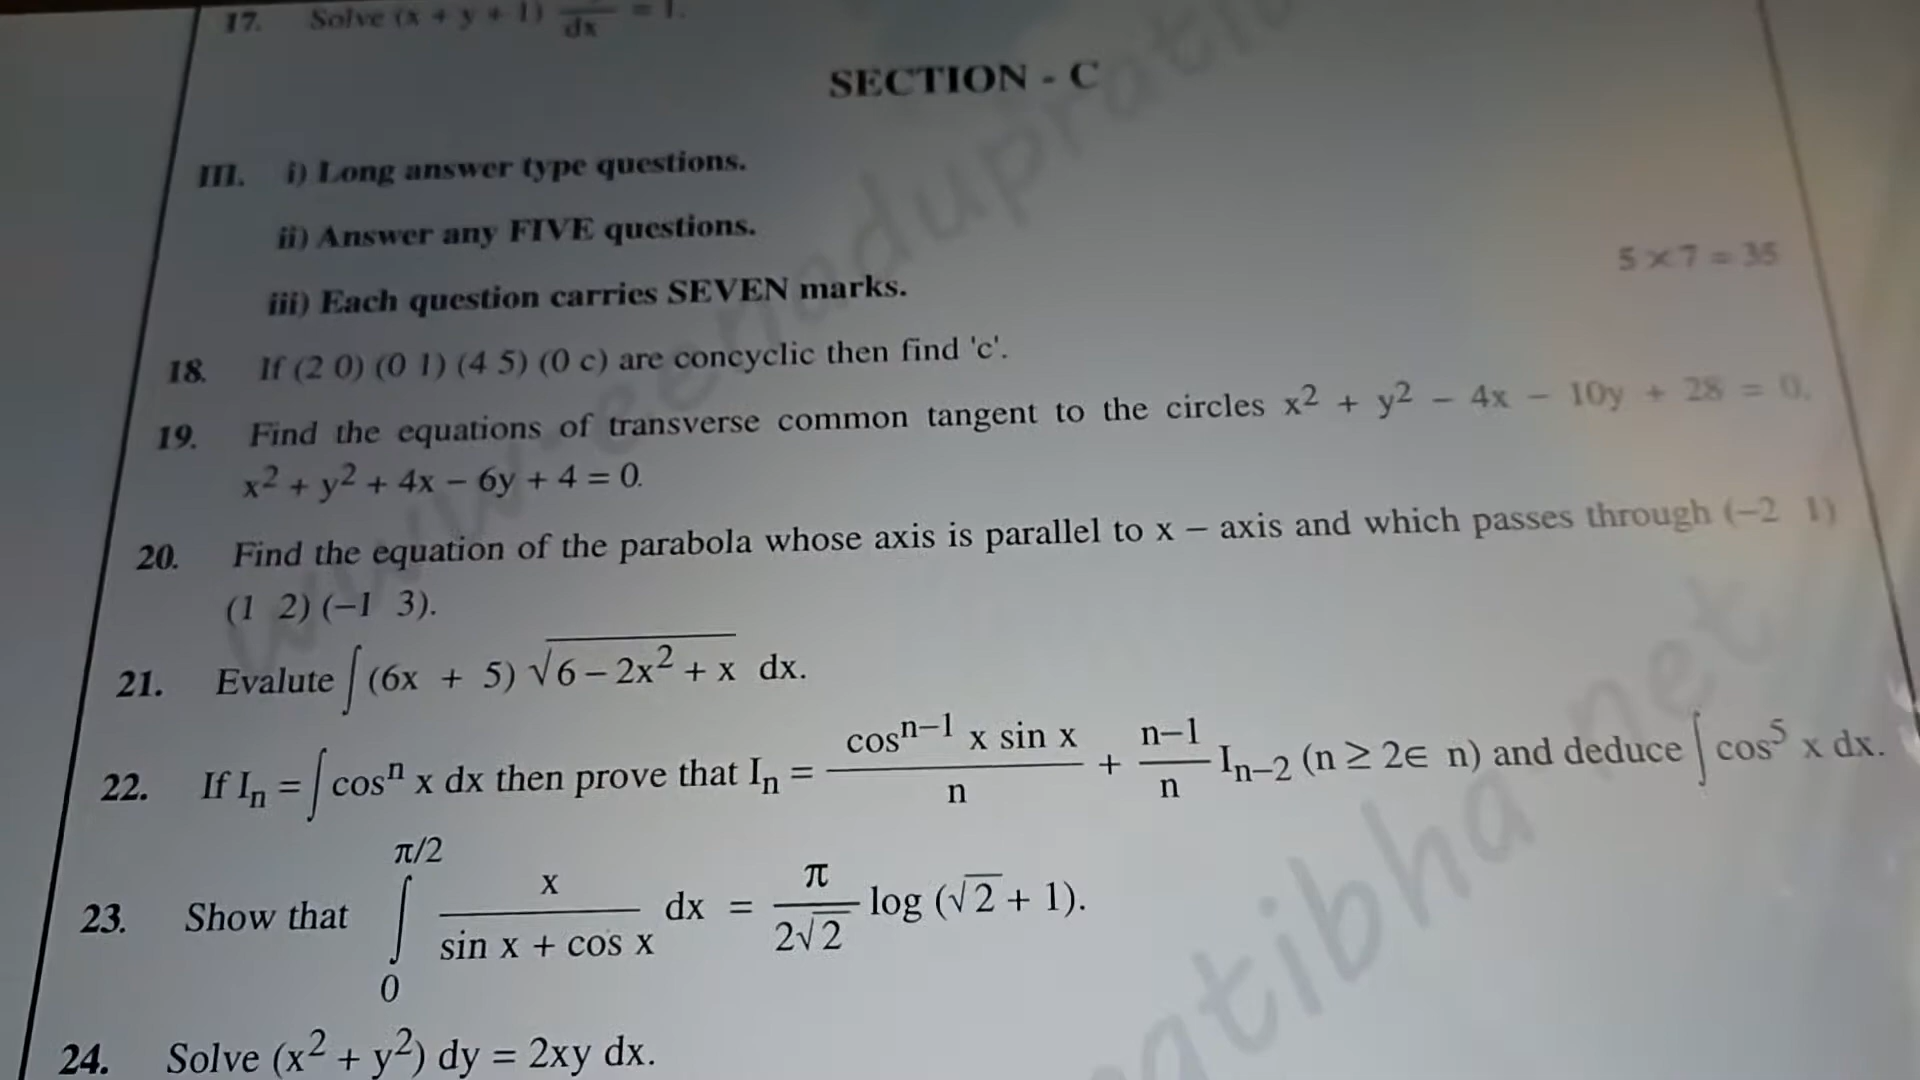 17. Solve (x + y + 1) dx = 1.
SECTION - C
III. i) Long answer type questions.
ii) Answer any FIVE questions.
iii) Each question carries SEVEN marks.
5 × 7 = 35
18. If (2 0) (0 1) (4 5) (0 c) are concyclic then find 'c'.
19. Find the equations of transverse common tangent to the circles x² + y² – 4x – 10y + 28 = 0.
x² + y² + 4x – 6y + 4 = 0.
20. Find the equation of the parabola whose axis is parallel to x – axis and which passes through (–2 1)
(1 2) (–1 3).
21. Evalute ∫ (6x + 5) √(6 – 2x² + x) dx.
22. If Iₙ = ∫ cosⁿ x dx then prove that Iₙ = cosⁿ⁻¹ x sin x / n + n–1 / n Iₙ₋₂ (n ≥ 2∈ n) and deduce ∫ cos⁵ x dx.
23. Show that ∫₀^π/2 x / sin x + cos x dx = π / 2√2 log (√2 + 1).
24. Solve (x² + y²) dy = 2xy dx.